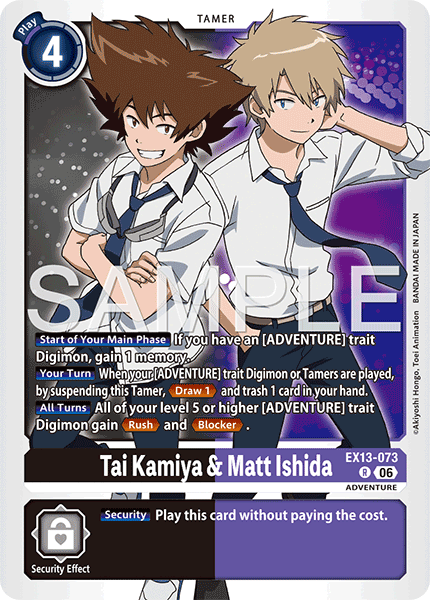 TAMER
Play
4
SAMPLE
Start of Your Main Phase If you have an [ADVENTURE] trait
Digimon, gain 1 memory.
Your Turn When your [ADVENTURE] trait Digimon or Tamers are played,
by suspending this Tamer, Draw 1 and trash 1 card in your hand.
All Turns All of your level 5 or higher [ADVENTURE] trait
Digimon gain Rush and Blocker .
©Akiyoshi Hongo, Toei Animation BANDAI MADE IN JAPAN
Tai Kamiya & Matt Ishida
EX13-073
R 06
ADVENTURE
Security Play this card without paying the cost.
Security Effect